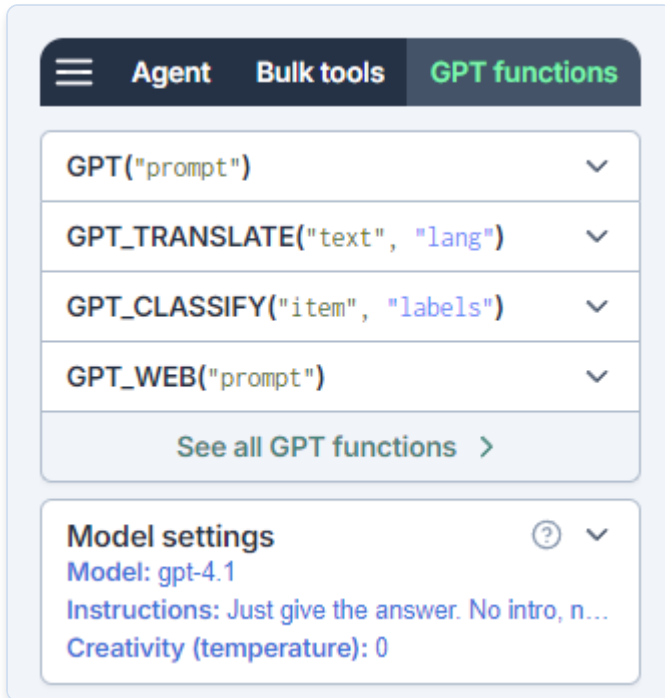 Agent Bulk tools GPT functions
GPT("prompt")
GPT_TRANSLATE("text", "lang")
GPT_CLASSIFY("item", "labels")
GPT_WEB("prompt")
See all GPT functions
Model settings
Model: gpt-4.1
Instructions: Just give the answer. No intro, n...
Creativity (temperature): 0